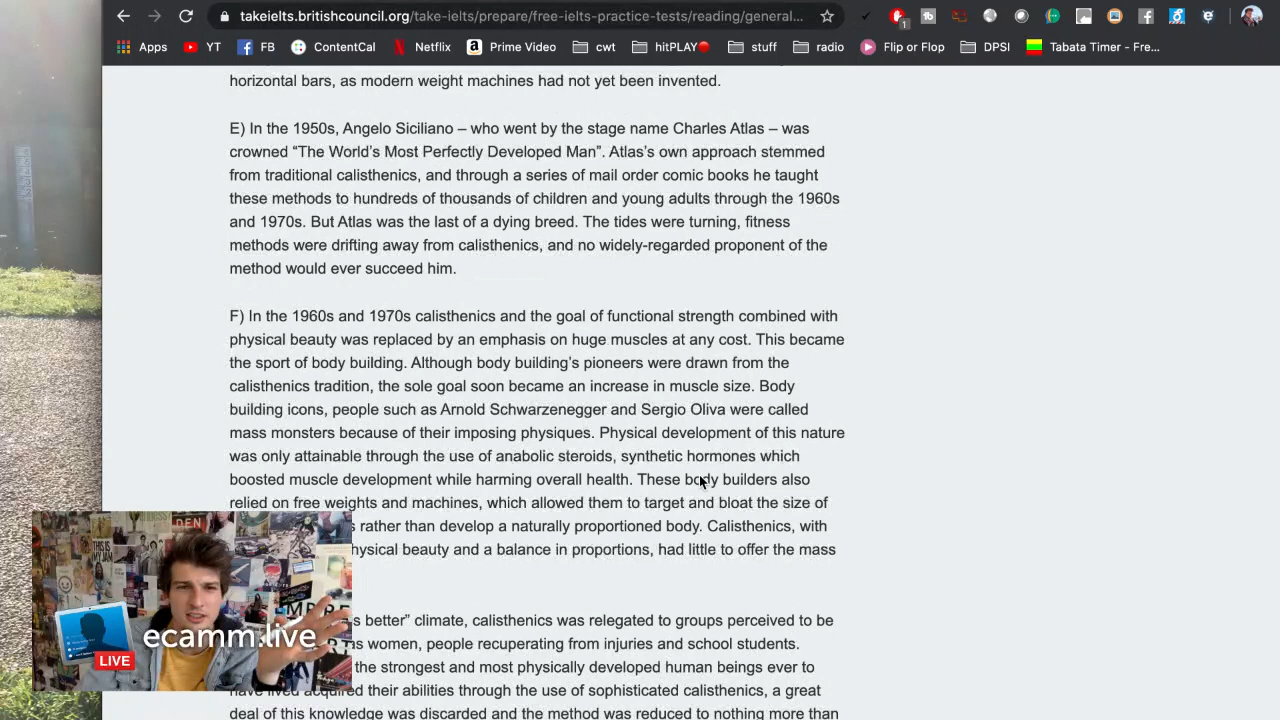 takeielts.britishcouncil.org/take-ielts/prepare/free-ielts-practice-tests/reading/general...
1
Apps YT FB ContentCal Netflix Prime Video cwt hitPLAY🔴 stuff radio Flip or Flop DPSI Tabata Timer - Fre...
horizontal bars, as modern weight machines had not yet been invented.
E) In the 1950s, Angelo Siciliano – who went by the stage name Charles Atlas – was
crowned “The World’s Most Perfectly Developed Man”. Atlas’s own approach stemmed
from traditional calisthenics, and through a series of mail order comic books he taught
these methods to hundreds of thousands of children and young adults through the 1960s
and 1970s. But Atlas was the last of a dying breed. The tides were turning, fitness
methods were drifting away from calisthenics, and no widely-regarded proponent of the
method would ever succeed him.
F) In the 1960s and 1970s calisthenics and the goal of functional strength combined with
physical beauty was replaced by an emphasis on huge muscles at any cost. This became
the sport of body building. Although body building’s pioneers were drawn from the
calisthenics tradition, the sole goal soon became an increase in muscle size. Body
building icons, people such as Arnold Schwarzenegger and Sergio Oliva were called
mass monsters because of their imposing physiques. Physical development of this nature
was only attainable through the use of anabolic steroids, synthetic hormones which
boosted muscle development while harming overall health. These body builders also
relied on free weights and machines, which allowed them to target and bloat the size of
rather than develop a naturally proportioned body. Calisthenics, with
physical beauty and a balance in proportions, had little to offer the mass
better” climate, calisthenics was relegated to groups perceived to be
women, people recuperating from injuries and school students.
the strongest and most physically developed human beings ever to
have lived acquired their abilities through the use of sophisticated calisthenics, a great
deal of this knowledge was discarded and the method was reduced to nothing more than
DEN
THIS IS
MY JAM
EMPIRE
ecamm.live
LIVE